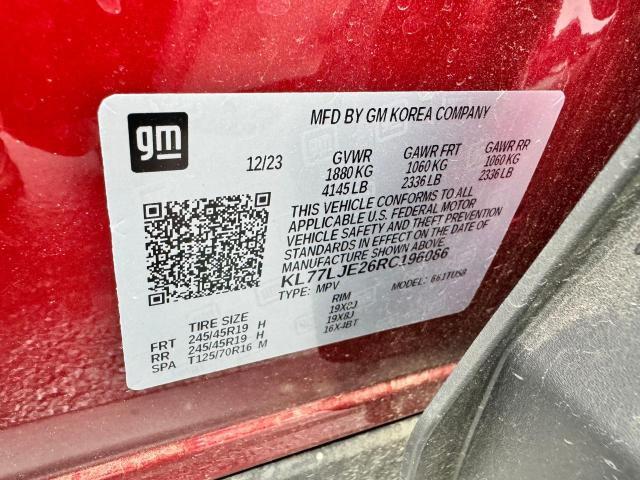 MFD BY GM KOREA COMPANY
gm
12/23
GVWR GAWR FRT GAWR RR
1880 KG 1060 KG 1060 KG
4145 LB 2336 LB 2336 LB
THIS VEHICLE CONFORMS TO ALL
APPLICABLE U.S. FEDERAL MOTOR
VEHICLE SAFETY AND THEFT PREVENTION
STANDARDS IN EFFECT ON THE DATE OF
MANUFACTURE SHOWN ABOVE.
KL77LJE26RC196086
TYPE: MPV MODEL:
TIRE SIZE RIM
FRT 245/45R19 H
RR 245/45R19 H 19X8J
SPA T125/70R16 M 16X4BT